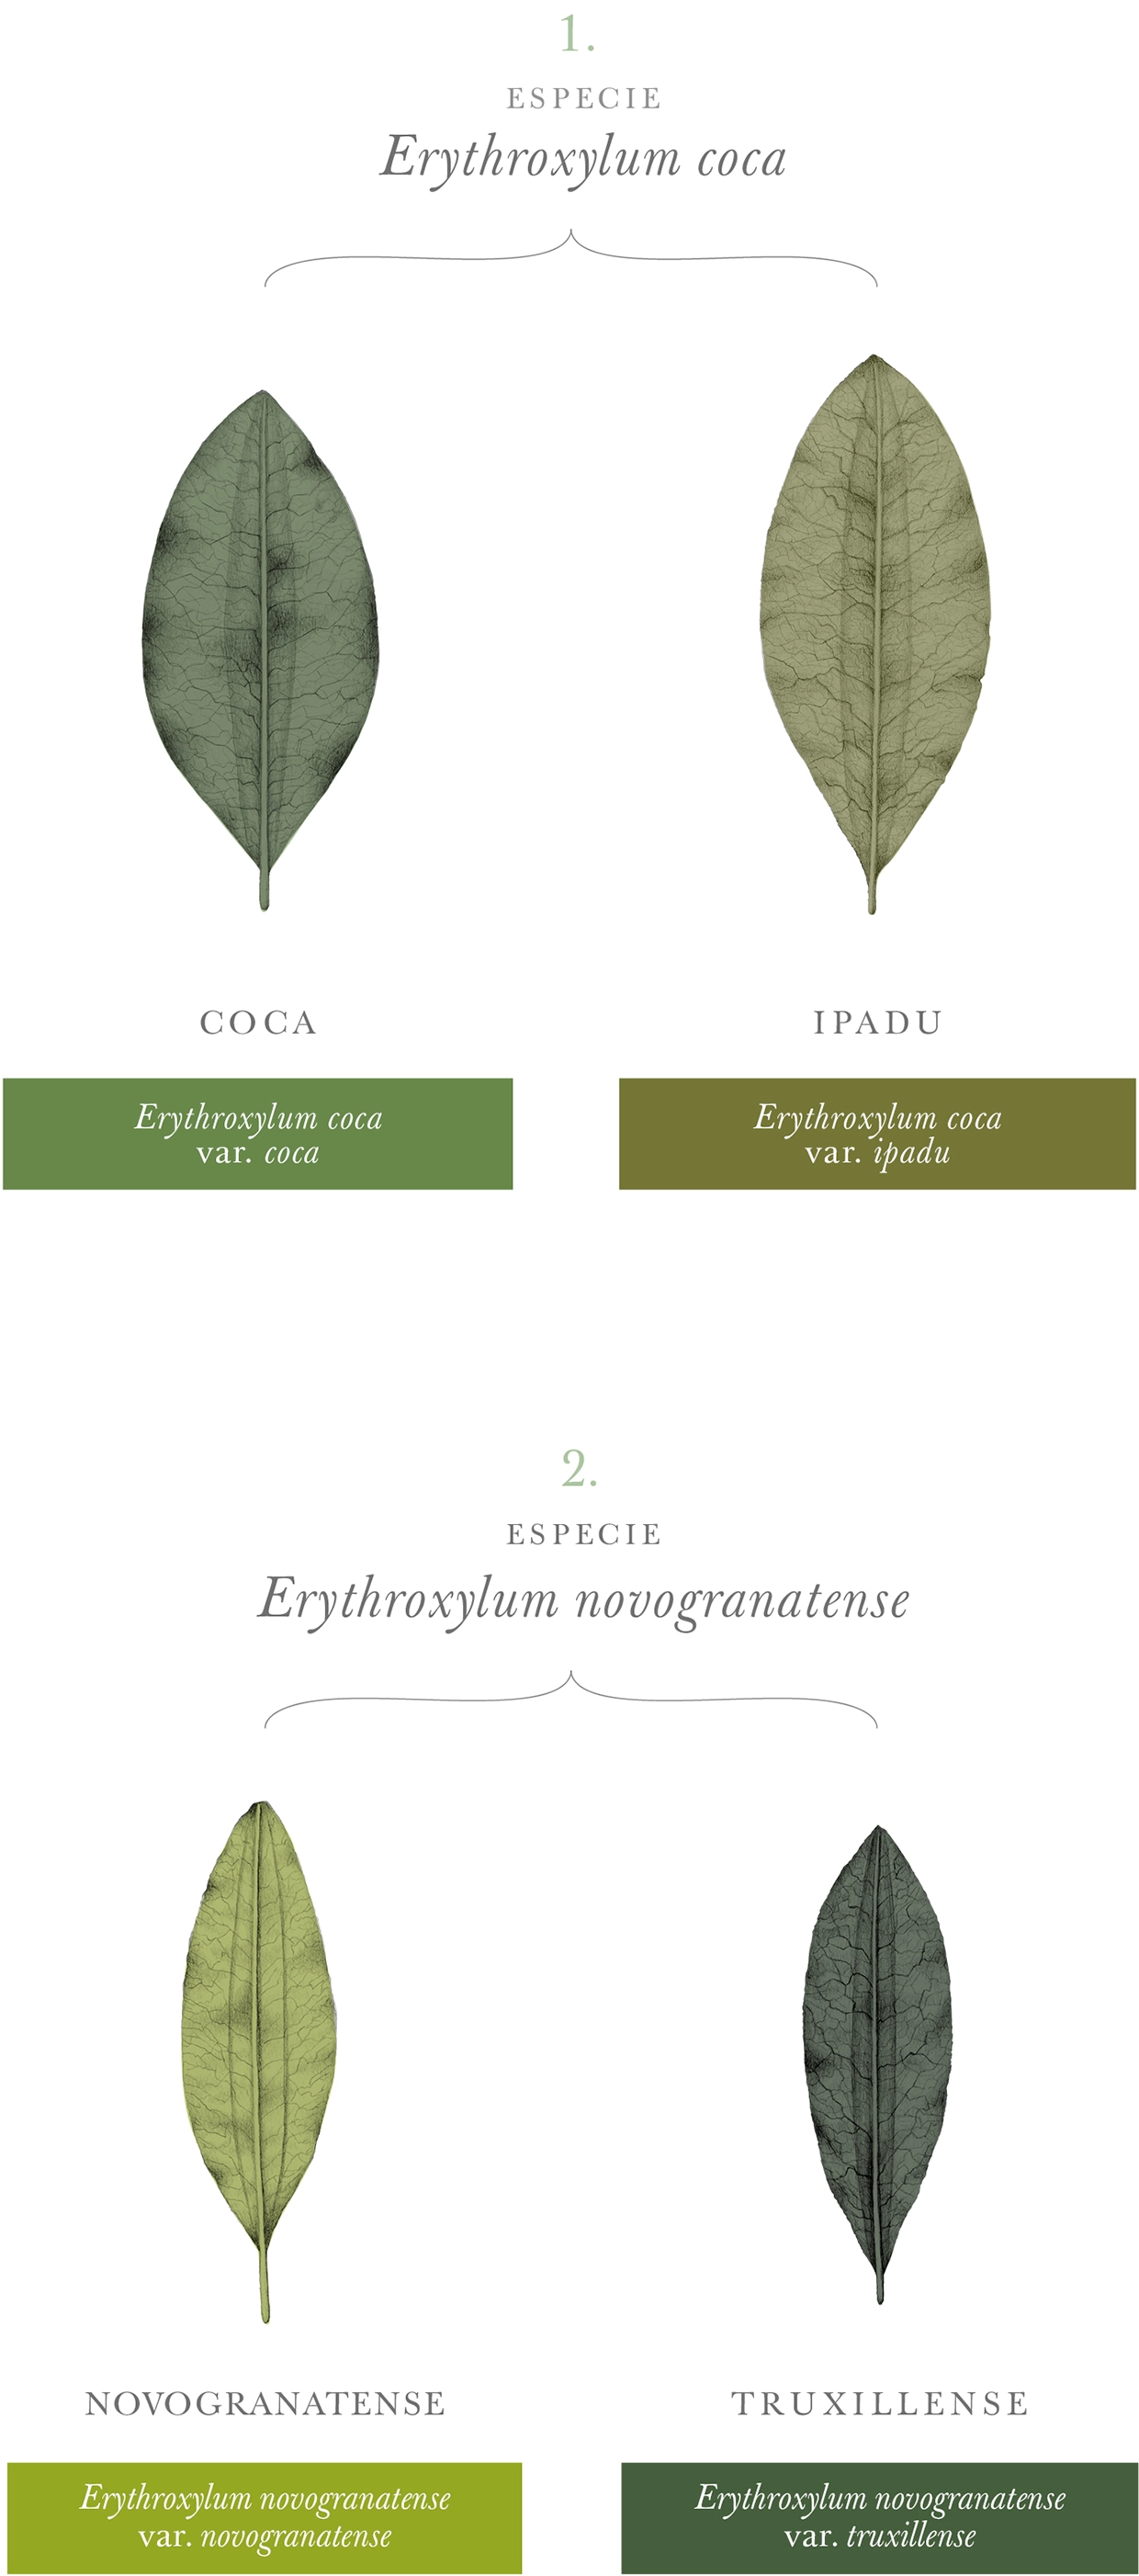 1.
ESPECIE
Erythroxylum coca
COCA
IPADU
Erythroxylum coca
var. coca
Erythroxylum coca
var. ipadu
2.
ESPECIE
Erythroxylum novogranatense
NOVOGRANATENSE
TRUXILLENSE
Erythroxylum novogranatense
var. novogranatense
Erythroxylum novogranatense
var. truxillense